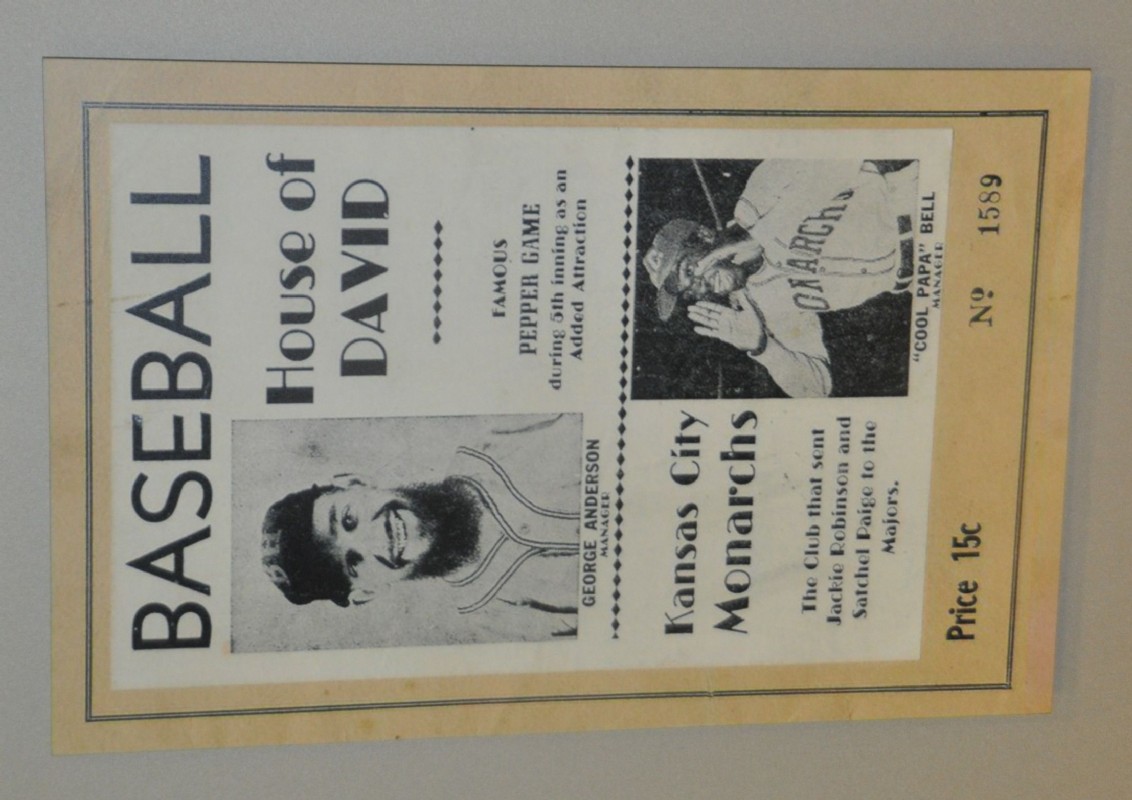 BASEBALL
House of
DAVID
FAMOUS
PEPPER GAME
during 5th inning as an
Added Attraction
GEORGE ANDERSON
MANAGER
Kansas City
Monarchs
The Club that sent
Jackie Robinson and
Satchel Paige to the
Majors.
ONARCHS
"COOL PAPA" BELL
MANAGER
Price 15c
Nº 1589